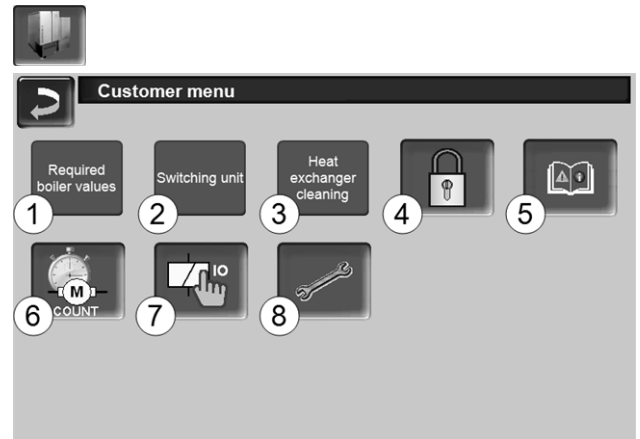 Customer menu
Required
boiler values
Switching unit
Heat
exchanger
cleaning
1
2
3
4
5
M
COUNT
IO
6
7
8